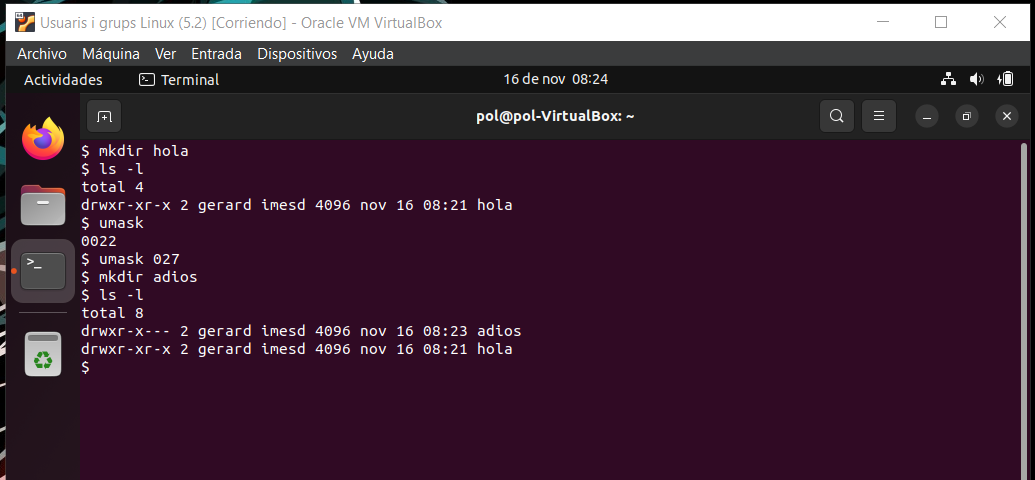 Usuaris i grups Linux (5.2) [Corriendo] - Oracle VM VirtualBox
Archivo Máquina Ver Entrada Dispositivos Ayuda
Actividades Terminal 16 de nov 08:24
pol@pol-VirtualBox: ~
$ mkdir hola
$ ls -l
total 4
drwxr-xr-x 2 gerard imesd 4096 nov 16 08:21 hola
$ umask
0022
$ umask 027
$ mkdir adios
$ ls -l
total 8
drwxr-x--- 2 gerard imesd 4096 nov 16 08:23 adios
drwxr-xr-x 2 gerard imesd 4096 nov 16 08:21 hola
$